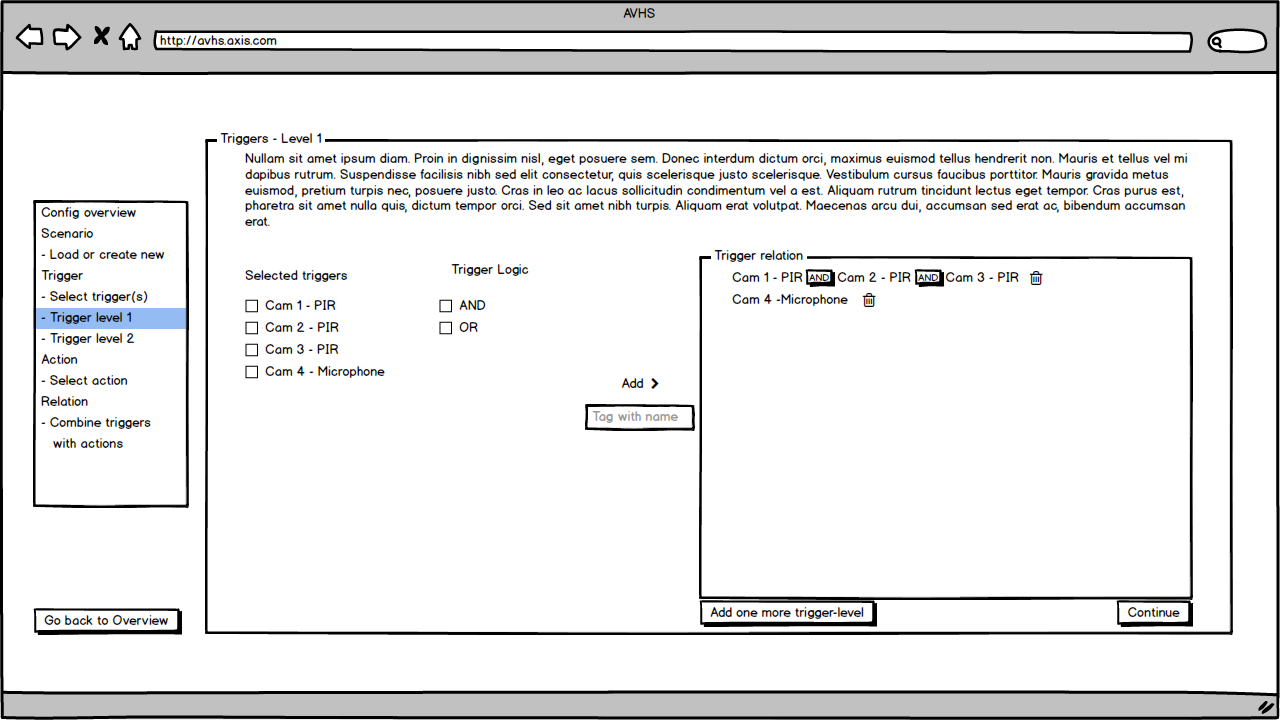 AVHS
http://avhs.axis.com
Triggers - Level 1
Nullam sit amet ipsum diam. Proin in dignissim nisl, eget posuere sem. Donec interdum dictum orci, maximus euismod tellus hendrerit non. Mauris et tellus vel mi
dapibus rutrum. Suspendisse facilisis nibh sed elit consectetur, quis scelerisque justo scelerisque. Vestibulum cursus faucibus porttitor. Mauris gravida metus
euismod, pretium turpis nec, posuere justo. Cras in leo ac lacus sollicitudin condimentum vel a est. Aliquam rutrum tincidunt lectus eget tempor. Cras purus est,
pharetra sit amet nulla quis, dictum tempor orci. Sed sit amet nibh turpis. Aliquam erat volutpat. Maecenas arcu dui, accumsan sed erat ac, bibendum accumsan
erat.
Config overview
Scenario
- Load or create new
Trigger
- Select trigger(s)
- Trigger level 1
- Trigger level 2
Action
- Select action
Relation
- Combine triggers
with actions
Go back to Overview
Selected triggers
Cam 1 - PIR
Cam 2 - PIR
Cam 3 - PIR
Cam 4 - Microphone
Trigger Logic
AND
OR
Add
Tag with name
Trigger relation
Cam 1 - PIR AND Cam 2 - PIR AND Cam 3 - PIR
Cam 4 -Microphone
Add one more trigger-level
Continue